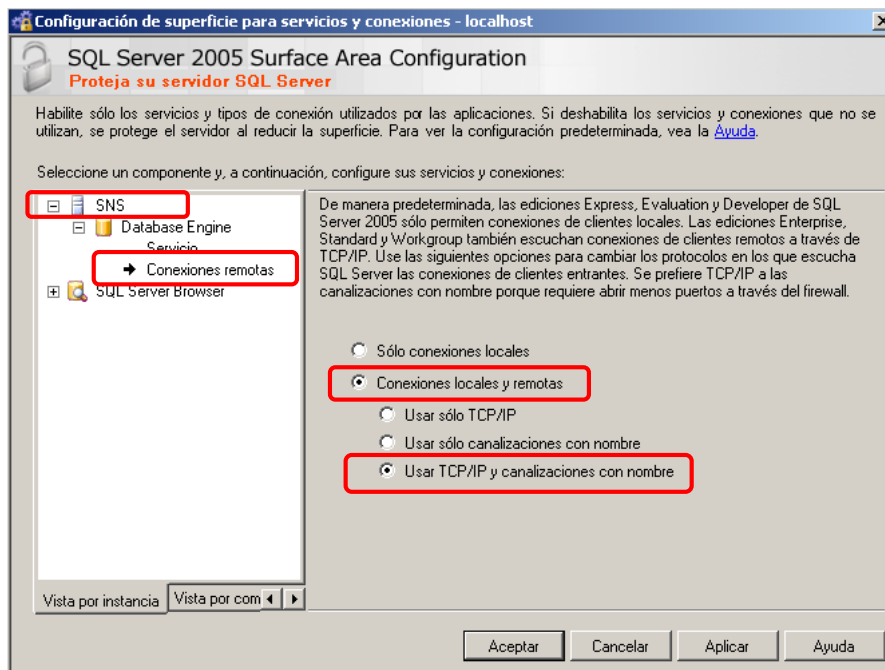 Configuración de superficie para servicios y conexiones - localhost
SQL Server 2005 Surface Area Configuration
Proteja su servidor SQL Server
Habilite sólo los servicios y tipos de conexión utilizados por las aplicaciones. Si deshabilita los servicios y conexiones que no se
utilizan, se protege el servidor al reducir la superficie. Para ver la configuración predeterminada, vea la Ayuda.
Seleccione un componente y, a continuación, configure sus servicios y conexiones:
SNS
Database Engine
Servicio
Conexiones remotas
SQL Server Browser
Vista por instancia
Vista por com
De manera predeterminada, las ediciones Express, Evaluation y Developer de SQL
Server 2005 sólo permiten conexiones de clientes locales. Las ediciones Enterprise,
Standard y Workgroup también escuchan conexiones de clientes remotos a través de
TCP/IP. Use las siguientes opciones para cambiar los protocolos en los que escucha
SQL Server las conexiones de clientes entrantes. Se prefiere TCP/IP a las
canalizaciones con nombre porque requiere abrir menos puertos a través del firewall.
Sólo conexiones locales
Conexiones locales y remotas
Usar sólo TCP/IP
Usar sólo canalizaciones con nombre
Usar TCP/IP y canalizaciones con nombre
Aceptar
Cancelar
Aplicar
Ayuda